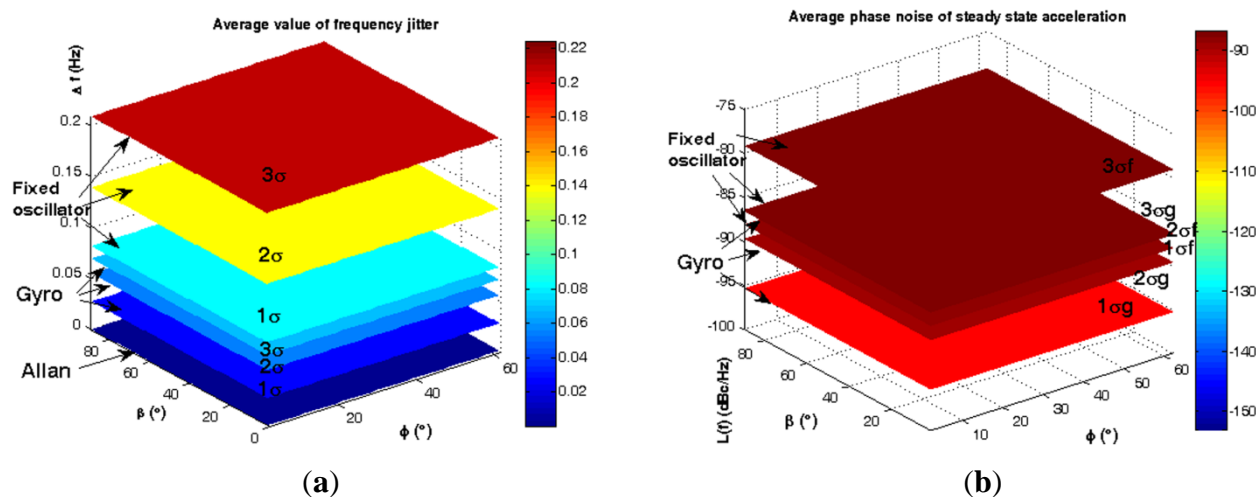 Average value of frequency jitter
Δ f (Hz)
0.2
0.15
0.1
0.05
0
Fixed
oscillator
Gyro
Allan
3σ
2σ
1σ
3σ
2σ
1σ
80
60
40
20
0
β (°)
20
40
60
ϕ (°)
0.22
0.2
0.18
0.16
0.14
0.12
0.1
0.08
0.06
0.04
0.02
(a)
Average phase noise of steady state acceleration
-75
-80
-85
-90
-95
-100
L(f) (dBc/Hz)
Fixed
oscillator
Gyro
3σf
3σg
2σf
1σf
2σg
1σg
80
60
40
20
β (°)
10
20
30
40
50
60
ϕ (°)
-90
-100
-110
-120
-130
-140
-150
(b)